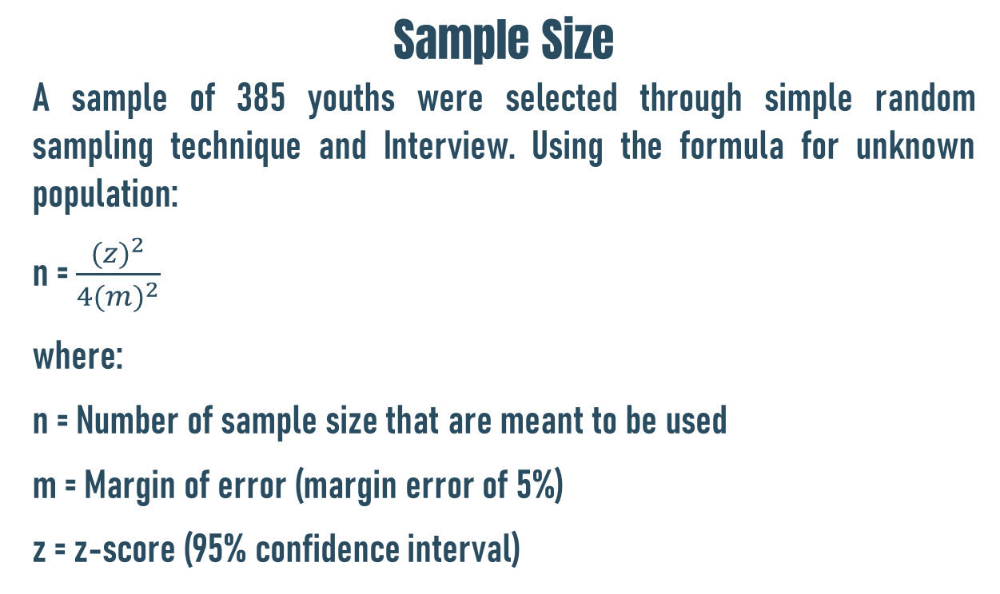 Sample Size
A sample of 385 youths were selected through simple random
sampling technique and Interview. Using the formula for unknown
population:
n = (z)² / 4(m)²
where:
n = Number of sample size that are meant to be used
m = Margin of error (margin error of 5%)
z = z-score (95% confidence interval)